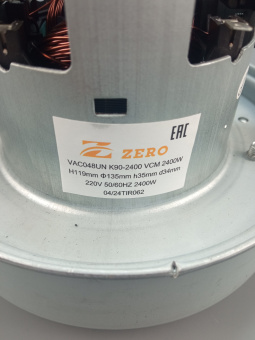 EAC
ZERO
VAC048UN K90-2400 VCM 2400W
H119mm Φ135mm h35mm d34mm
220V 50/60HZ 2400W
04/24TIR062